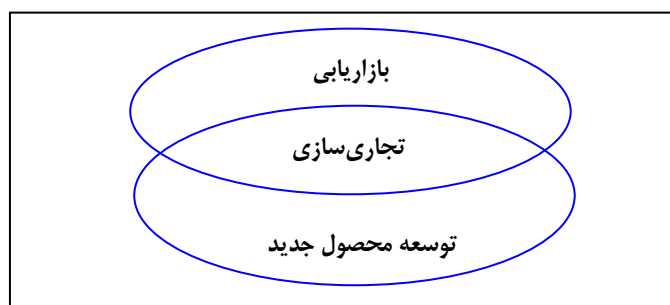 بازاریابی
تجاری‌سازی
توسعه محصول جدید